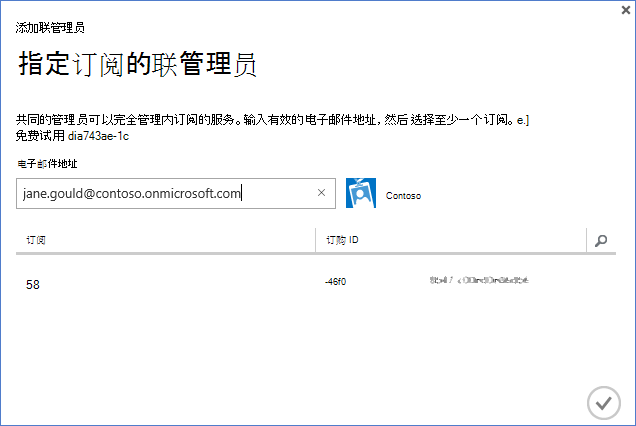 添加联管理员
指定订阅的联管理员
共同的管理员可以完全管理内订阅的服务。输入有效的电子邮件地址，然后 选择至少一个订阅。e.]
免费试用 dia743ae-1c
电子邮件地址
jane.gould@contoso.onmicrosoft.com
Contoso
订阅 订购 ID
58 -46f0